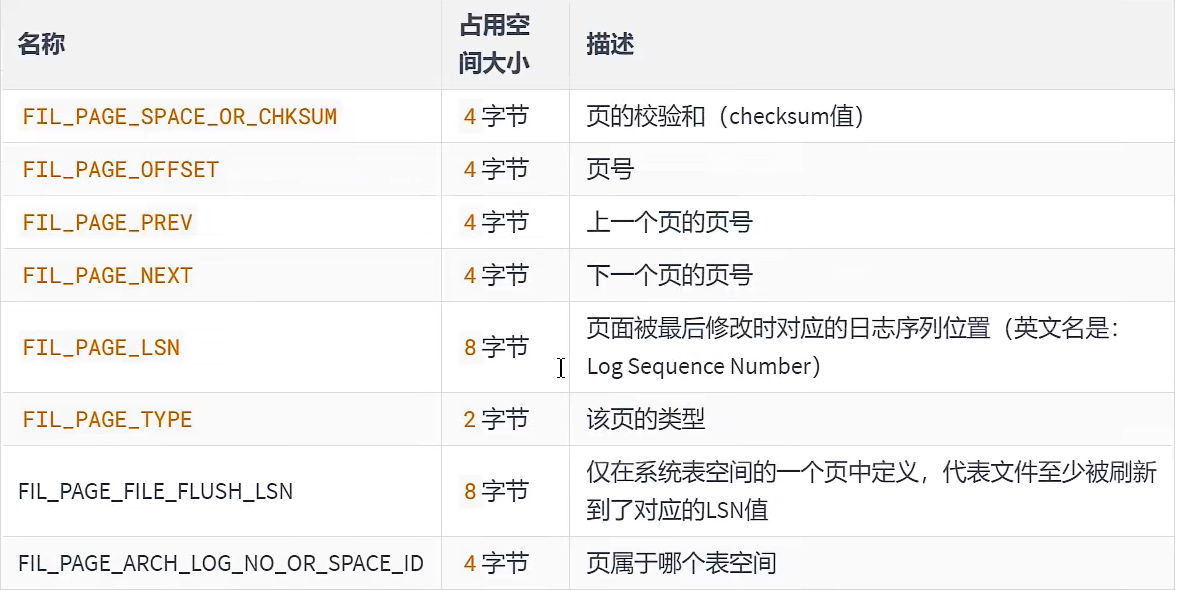 名称 占用空间大小 描述
FIL_PAGE_SPACE_OR_CHKSUM 4 字节 页的校验和（checksum值）
FIL_PAGE_OFFSET 4 字节 页号
FIL_PAGE_PREV 4 字节 上一个页的页号
FIL_PAGE_NEXT 4 字节 下一个页的页号
FIL_PAGE_LSN 8 字节 页面被最后修改时对应的日志序列位置（英文名是：
Log Sequence Number）
FIL_PAGE_TYPE 2 字节 该页的类型
FIL_PAGE_FILE_FLUSH_LSN 8 字节 仅在系统表空间的一个页中定义，代表文件至少被刷新
到了对应的LSN值
FIL_PAGE_ARCH_LOG_NO_OR_SPACE_ID 4 字节 页属于哪个表空间